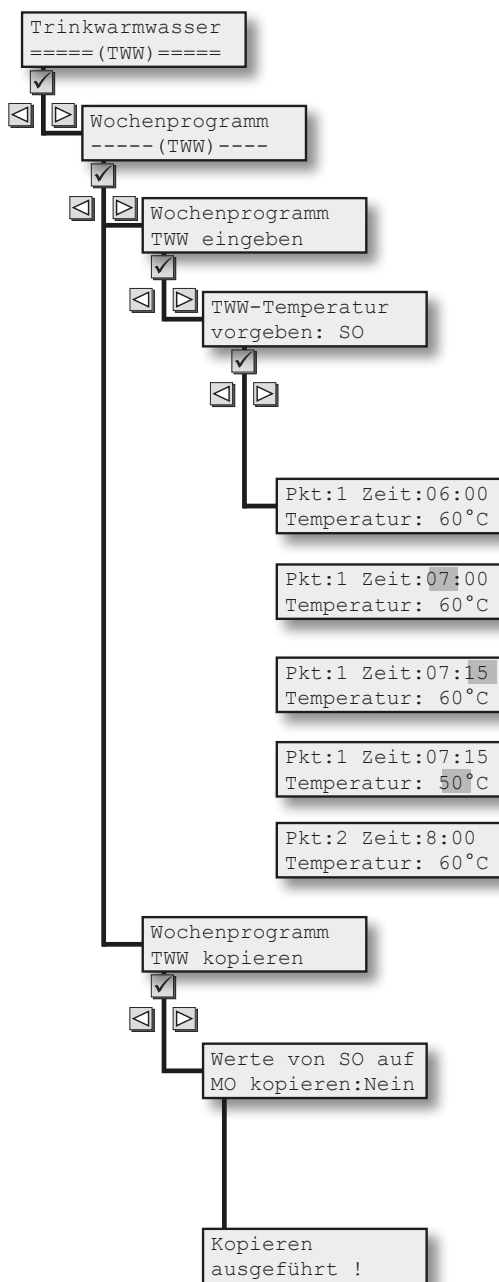 Trinkwarmwasser
=====(TWW)=====
Wochenprogramm
-----(TWW)----
Wochenprogramm
TWW eingeben
TWW-Temperatur
vorgeben: SO
Pkt:1 Zeit:06:00
Temperatur: 60°C
Pkt:1 Zeit:07:00
Temperatur: 60°C
Pkt:1 Zeit:07:15
Temperatur: 60°C
Pkt:1 Zeit:07:15
Temperatur: 50°C
Pkt:2 Zeit:8:00
Temperatur: 60°C
Wochenprogramm
TWW kopieren
Werte von SO auf
MO kopieren:Nein
Kopieren
ausgeführt !